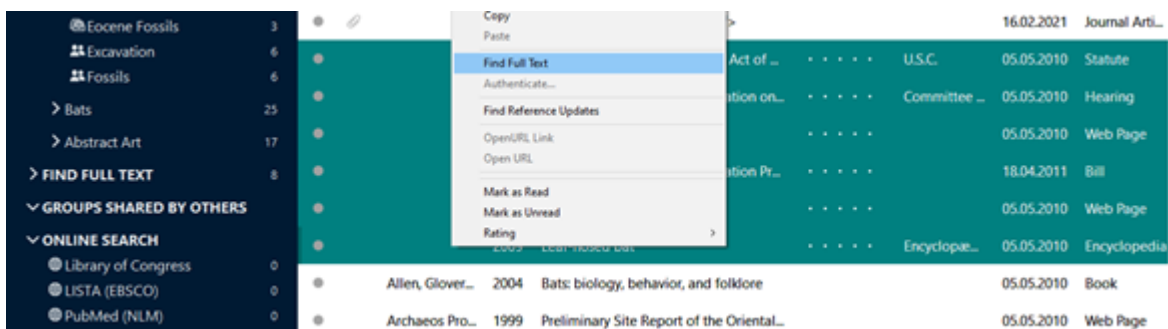 Eocene Fossils 3
Excavation 6
Fossils 6
Bats 25
Abstract Art 17
FIND FULL TEXT 8
GROUPS SHARED BY OTHERS
ONLINE SEARCH
Library of Congress 0
LISTA (EBSCO) 0
PubMed (NLM) 0
Copy
Paste
Find Full Text
Authenticate...
Find Reference Updates
OpenURL Link
Open URL
Mark as Read
Mark as Unread
Rating
16.02.2021 Journal Arti...
Act of ... U.S.C. 05.05.2010 Statute
ation on... Committee ... 05.05.2010 Hearing
05.05.2010 Web Page
ation Pr... 18.04.2011 Bill
05.05.2010 Web Page
Encyclopæ... 05.05.2010 Encyclopedia
Allen, Glover... 2004 Bats: biology, behavior, and folklore 05.05.2010 Book
Archaeos Pro... 1999 Preliminary Site Report of the Oriental... 05.05.2010 Web Page